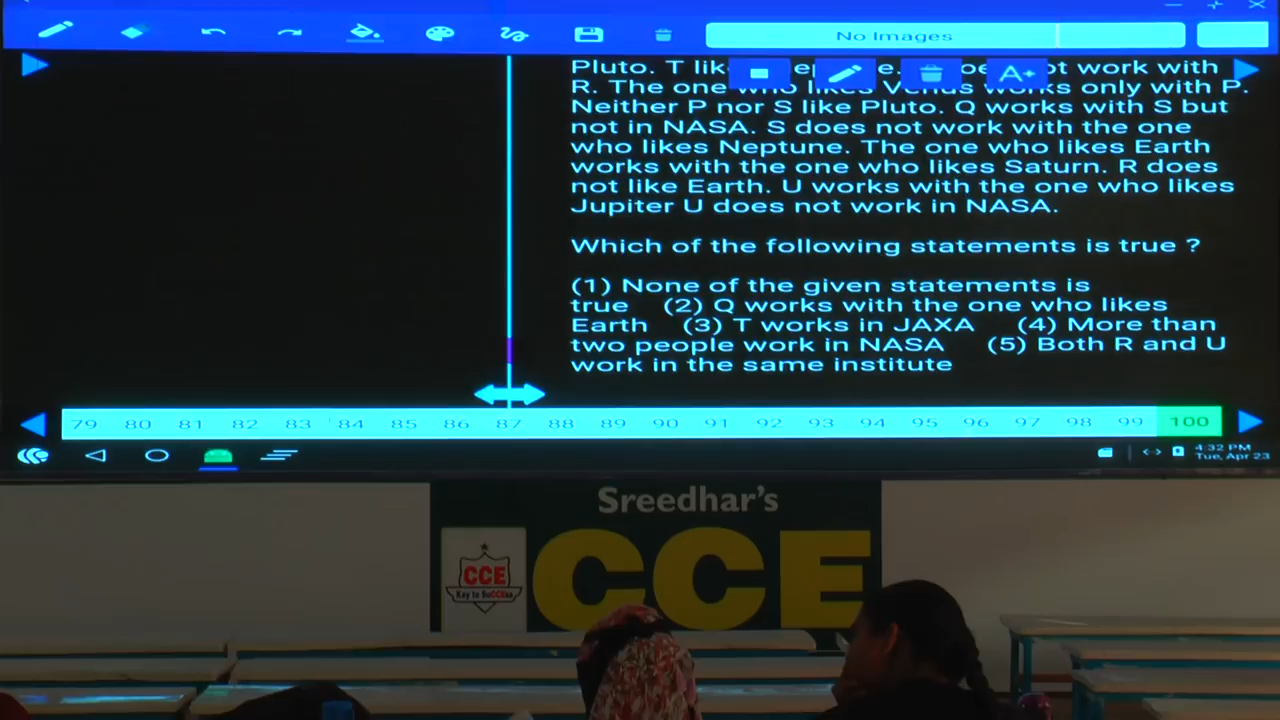 No Images
A+
Pluto. T work with
R. The one who likes Venus works only with P.
Neither P nor S like Pluto. Q works with S but
not in NASA. S does not work with the one
who likes Neptune. The one who likes Earth
works with the one who likes Saturn. R does
not like Earth. U works with the one who likes
Jupiter U does not work in NASA.
Which of the following statements is true ?
(1) None of the given statements is
true (2) Q works with the one who likes
Earth (3) T works in JAXA (4) More than
two people work in NASA (5) Both R and U
work in the same institute
79 80 81 82 83 84 85 86 87 88 89 90 91 92 93 94 95 96 97 98 99 100
4:32 PM
Tue, Apr 23
Sreedhar's
CCE
CCE
Key to SuCCEss